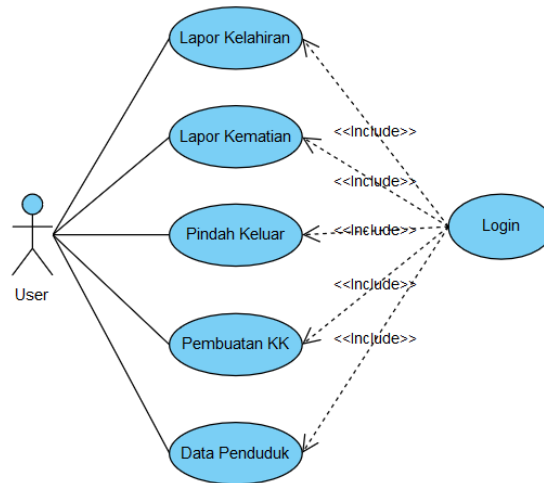 Lapor Kelahiran
<<Include>>
Lapor Kematian
<<Include>>
Pindah Keluar
<<Include>>
Login
User
<<Include>>
Pembuatan KK
<<Include>>
Data Penduduk